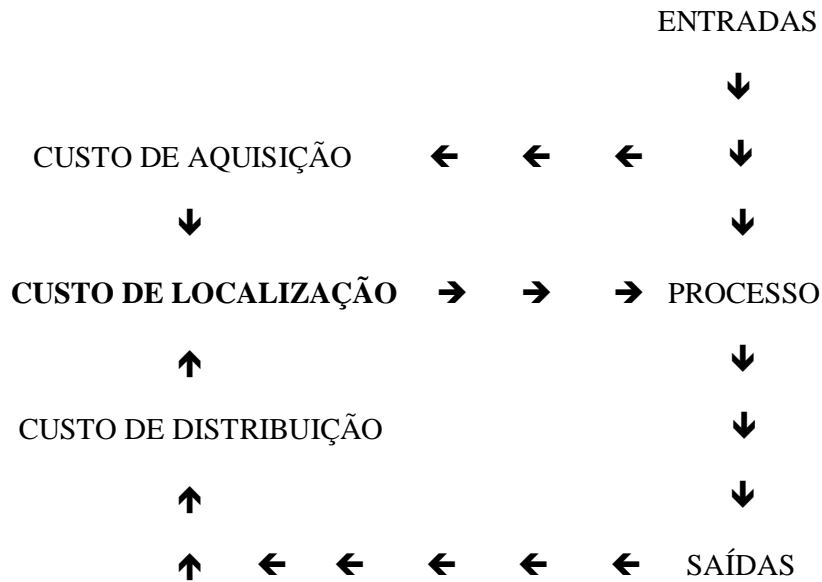 ENTRADAS
CUSTO DE AQUISIÇÃO
CUSTO DE LOCALIZAÇÃO PROCESSO
CUSTO DE DISTRIBUIÇÃO
SAÍDAS